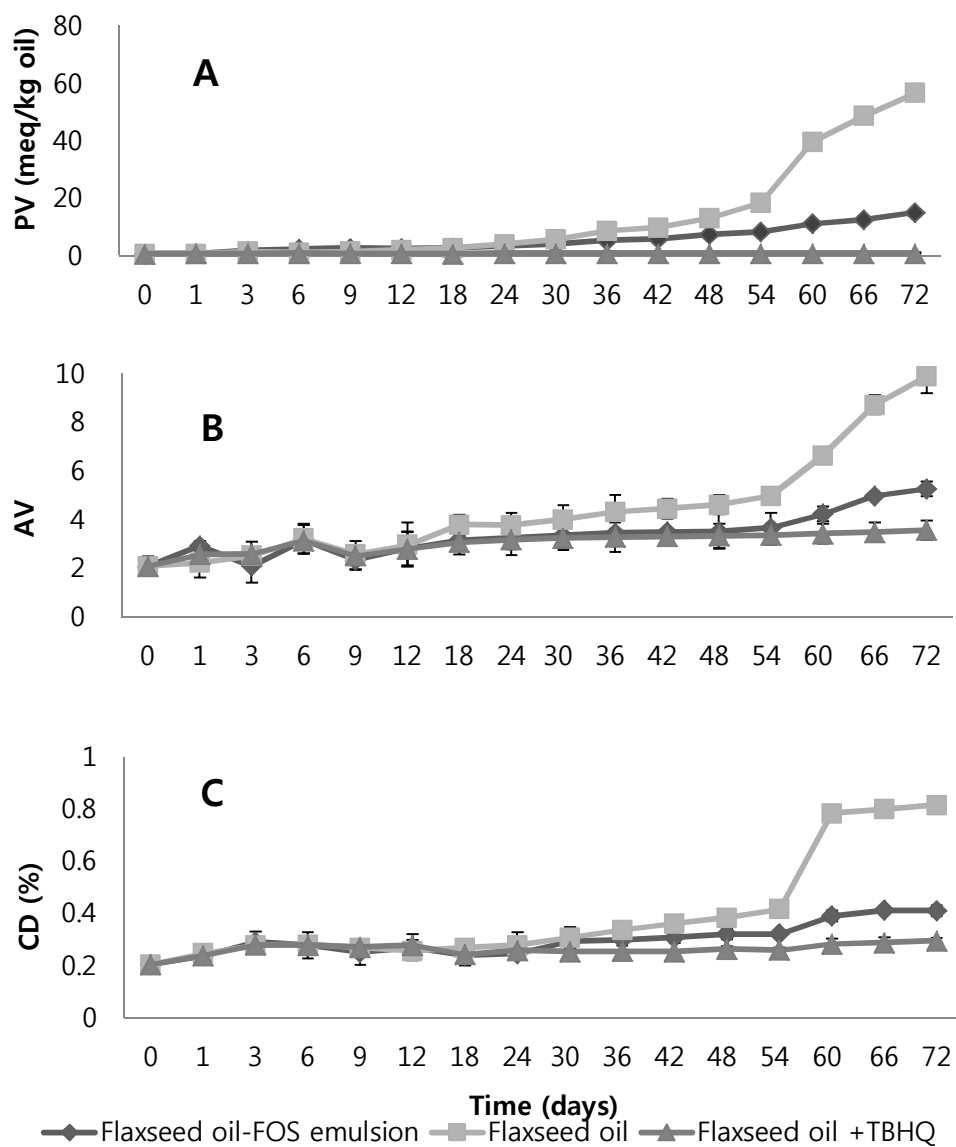 80
60
40
20
0
PV (meq/kg oil)
A
0 1 3 6 9 12 18 24 30 36 42 48 54 60 66 72
10
8
6
4
2
0
AV
B
0 1 3 6 9 12 18 24 30 36 42 48 54 60 66 72
1
0.8
0.6
0.4
0.2
0
CD (%)
C
0 1 3 6 9 12 18 24 30 36 42 48 54 60 66 72
Time (days)
Flaxseed oil-FOS emulsion Flaxseed oil Flaxseed oil +TBHQ